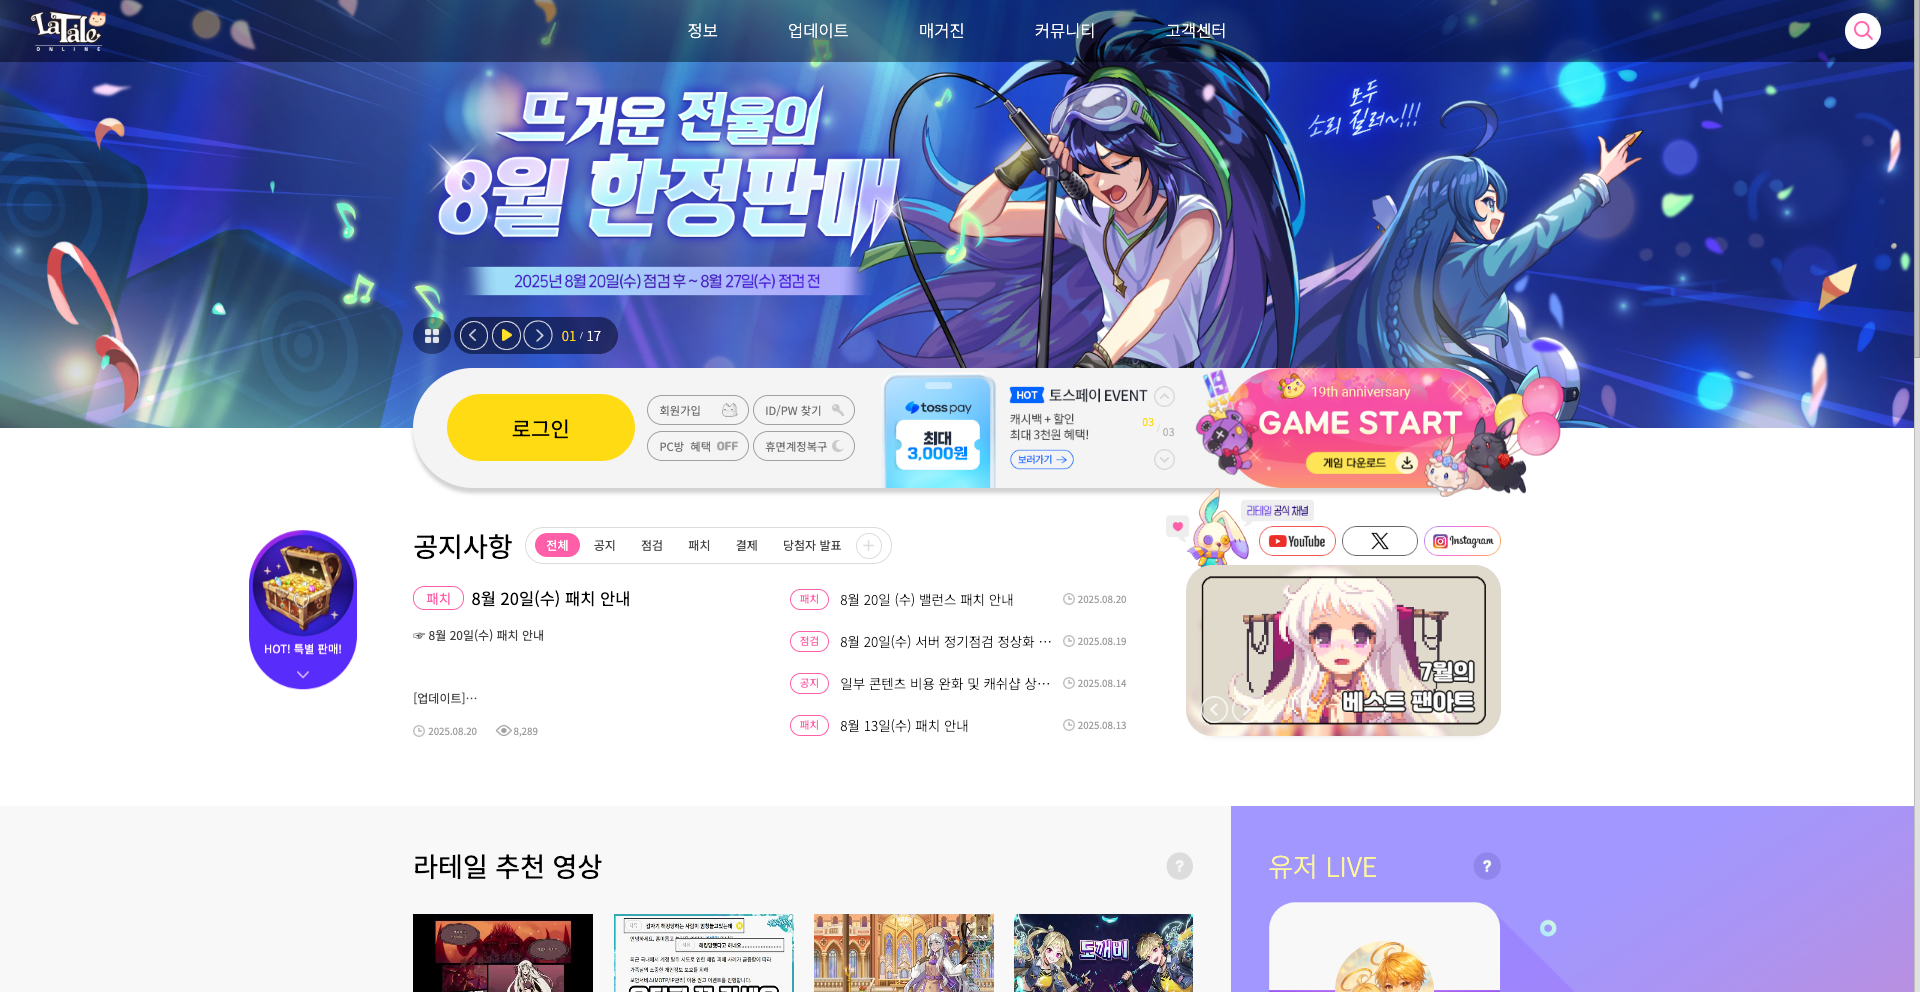 LaTale
ONLINE
정보 업데이트 매거진 커뮤니티 고객센터
뜨거운 전율의
8월 한정판매
2025년 8월 20일(수) 점검 후 ~ 8월 27일(수) 점검 전
모두
소리 질러~!!!
01 / 17
로그인
회원가입
ID/PW 찾기
PC방 혜택 OFF
휴면계정복구
toss pay
최대
3,000원
HOT 토스페이 EVENT
캐시백 + 할인
최대 3천원 혜택!
보러가기
03 / 03
19th anniversary
GAME START
게임 다운로드
라테일 공식 채널
YouTube
X
Instagram
HOT! 특별 판매!
공지사항
전체 공지 점검 패치 결제 당첨자 발표
패치 8월 20일(수) 패치 안내
☞ 8월 20일(수) 패치 안내
[업데이트]…
2025.08.20 8,289
패치 8월 20일 (수) 밸런스 패치 안내 2025.08.20
점검 8월 20일(수) 서버 정기점검 정상화 … 2025.08.19
공지 일부 콘텐츠 비용 완화 및 캐쉬샵 상… 2025.08.14
패치 8월 13일(수) 패치 안내 2025.08.13
7월의
베스트 팬아트
라테일 추천 영상
?
유저 LIVE
?
도깨비